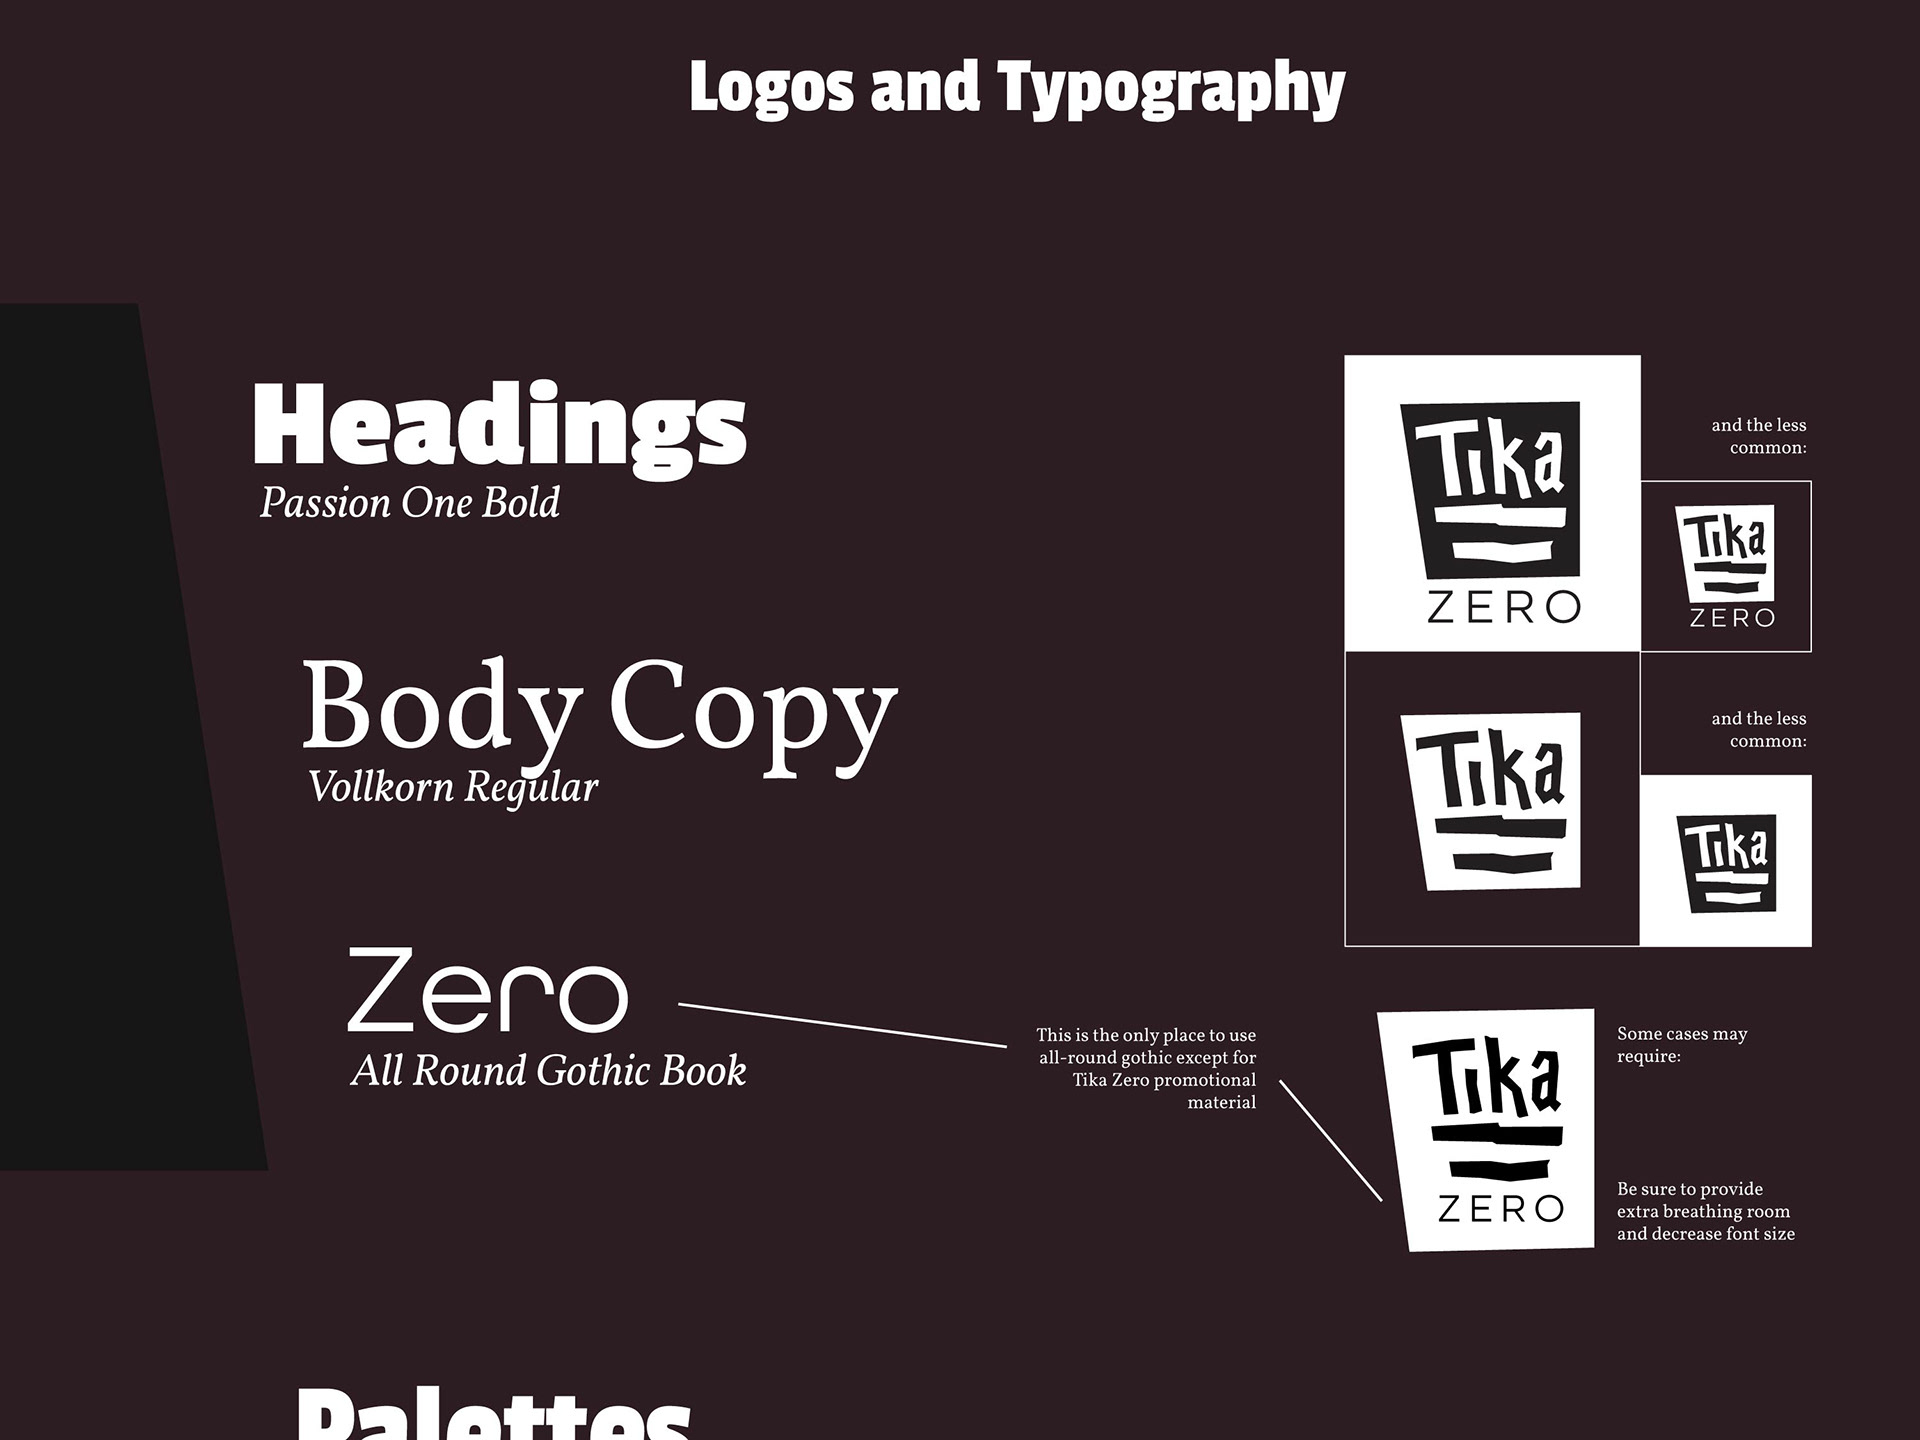 Logos and Typography
Headings
Passion One Bold
Body Copy
Vollkorn Regular
Zero
All Round Gothic Book
This is the only place to use
all-round gothic except for
Tika Zero promotional
material
Tika
ZERO
and the less
common:
Tika
ZERO
Tika
and the less
common:
Tika
Tika
ZERO
Some cases may
require:
Be sure to provide
extra breathing room
and decrease font size
Palettes